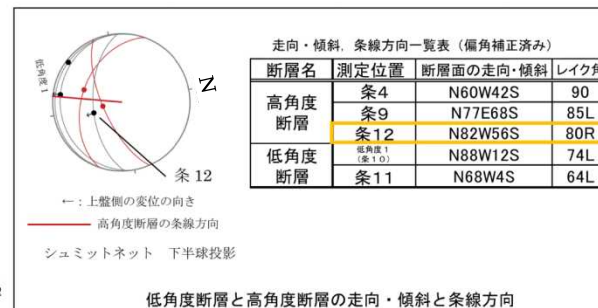 低角度1
N
条12
←：上盤側の変位の向き
高角度断層の条線方向
シュミットネット 下半球投影
走向・傾斜．条線方向一覧表（偏角補正済み）
断層名 測定位置 断層面の走向・傾斜 レイク角
高角度断層 条4 N60W42S 90
条9 N77E68S 85L
条12 N82W56S 80R
低角度断層 低角度1（条10） N88W12S 74L
条11 N68W4S 64L
低角度断層と高角度断層の走向・傾斜と条線方向